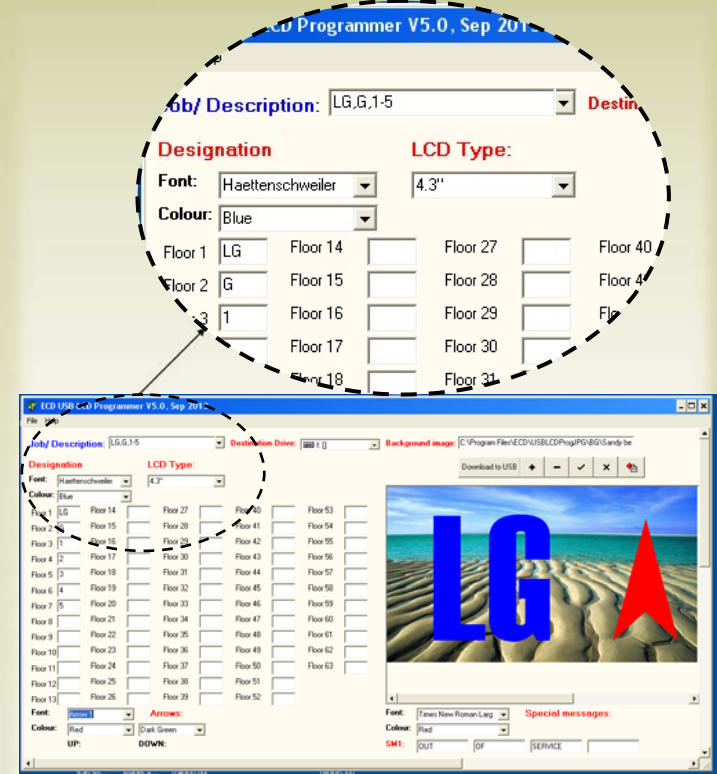 ECD Programmer V5.0, Sep 201
Job/ Description: LG,G,1-5 Destin
Designation LCD Type:
Font: Haettenschweiler 4.3"
Colour: Blue
Floor 1 LG Floor 14 Floor 27 Floor 40
Floor 2 G Floor 15 Floor 28 Floor 4
3 1 Floor 16 Floor 29
Floor 17 Floor 30
18 Floor 31
ECD USB LCD Programmer V5.0, Sep 201
File Help
Job/ Description: LG,G,1-5 Destination Drive: I: [] Background image: C:\Program Files\ECD\USBLCDProg\JPG\BG\Sandy be
Designation LCD Type: Download to USB
Font: Haettenschweiler 4.3"
Colour: Blue
Floor 1 LG Floor 14 Floor 27 Floor 40 Floor 53
Floor 2 G Floor 15 Floor 28 Floor 41 Floor 54
Floor 3 1 Floor 16 Floor 29 Floor 42 Floor 55
Floor 4 2 Floor 17 Floor 30 Floor 43 Floor 56
Floor 5 3 Floor 18 Floor 31 Floor 44 Floor 57
Floor 6 4 Floor 19 Floor 32 Floor 45 Floor 58
Floor 7 5 Floor 20 Floor 33 Floor 46 Floor 59
Floor 8 Floor 21 Floor 34 Floor 47 Floor 60
Floor 9 Floor 22 Floor 35 Floor 48 Floor 61
Floor 10 Floor 23 Floor 36 Floor 49 Floor 62
Floor 11 Floor 24 Floor 37 Floor 50 Floor 63
Floor 12 Floor 25 Floor 38 Floor 51
Floor 13 Floor 26 Floor 39 Floor 52
LG
Font: Arrow 1 Arrows: Font: Times New Roman Larg Special messages:
Colour: Red Dark Green Colour: Red
UP: DOWN: SM1: OUT OF SERVICE